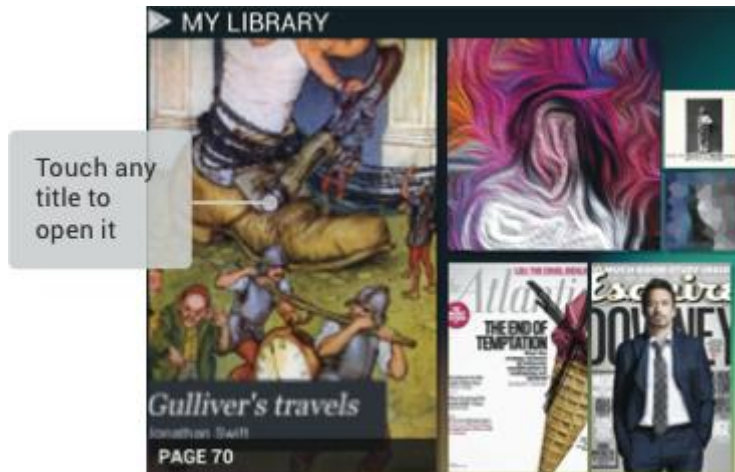 MY LIBRARY
Touch any
title to
open it
Gulliver's travels
Jonathan Swift
PAGE 70
Atlantic
THE END OF
TEMPTATION
Esquire
DOWNEY